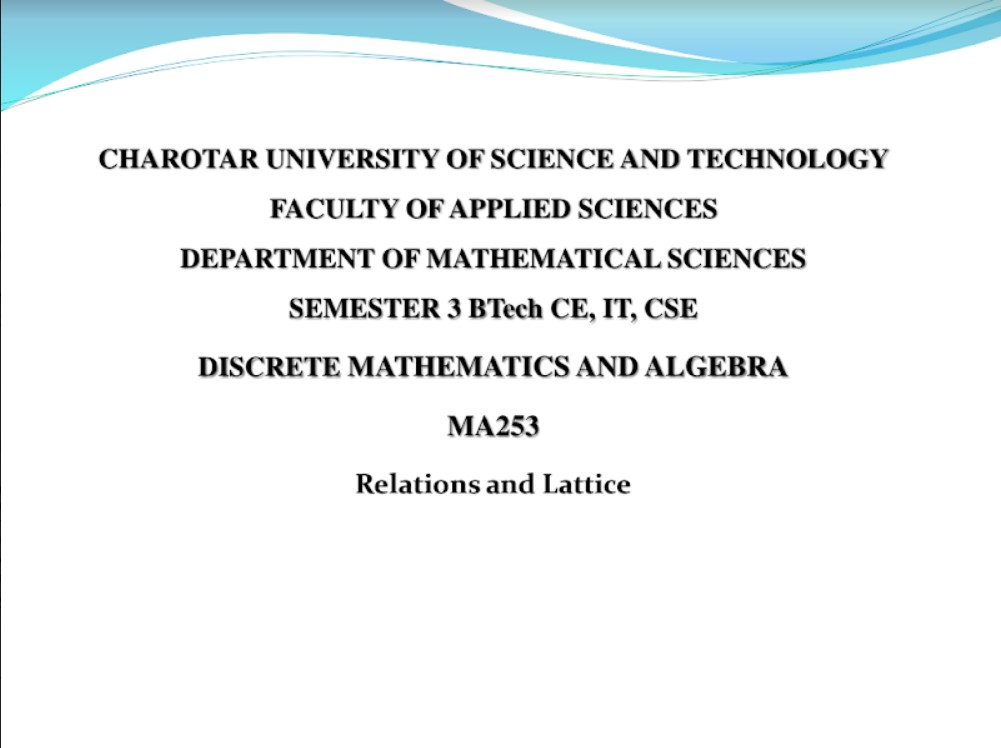 CHAROTAR UNIVERSITY OF SCIENCE AND TECHNOLOGY
FACULTY OF APPLIED SCIENCES
DEPARTMENT OF MATHEMATICAL SCIENCES
SEMESTER 3 BTech CE, IT, CSE
DISCRETE MATHEMATICS AND ALGEBRA
MA253
Relations and Lattice